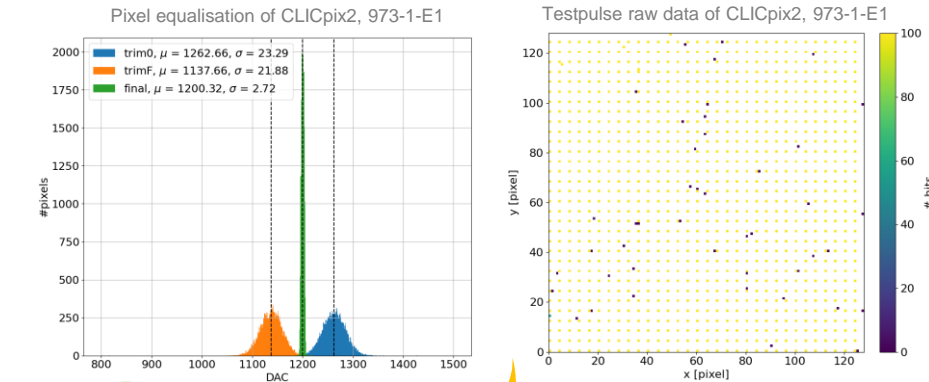 Pixel equalisation of CLICpix2, 973-1-E1
2000
1750
1500
1250
1000
750
500
250
0
#pixels
trim0, μ = 1262.66, σ = 23.29
trimF, μ = 1137.66, σ = 21.88
final, μ = 1200.32, σ = 2.72
800 900 1000 1100 1200 1300 1400 1500
DAC
Testpulse raw data of CLICpix2, 973-1-E1
120
100
80
60
40
20
0
y [pixel]
0 20 40 60 80 100 120
x [pixel]
100
80
60
40
20
0
# hits